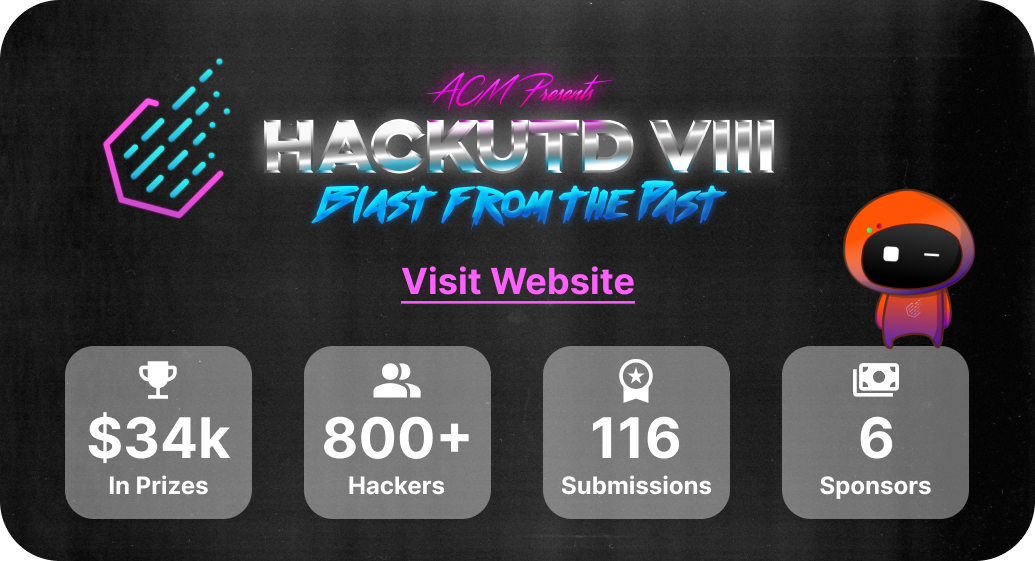 ACM Presents
HACKUTD VIII
BLAST FROM THE PAST
Visit Website
$34k
In Prizes
800+
Hackers
116
Submissions
6
Sponsors